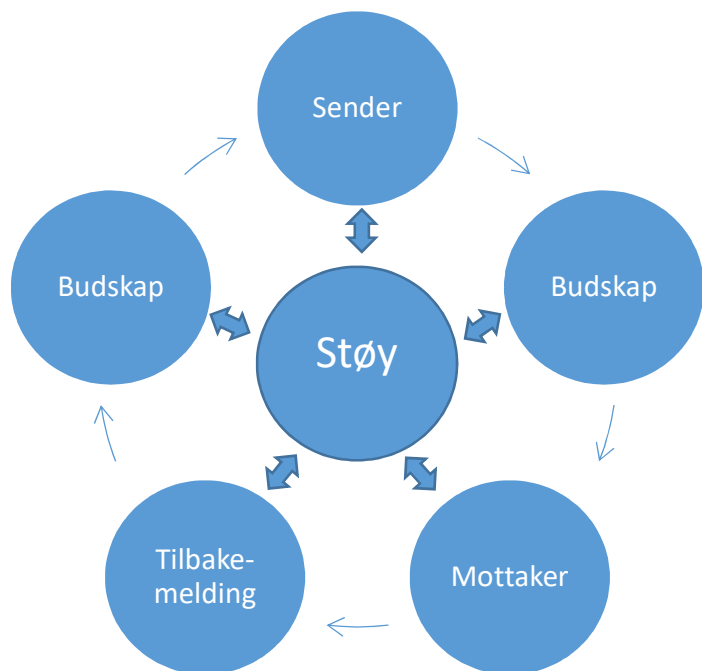 Sender
Budskap
Budskap
Støy
Tilbake-
melding
Mottaker